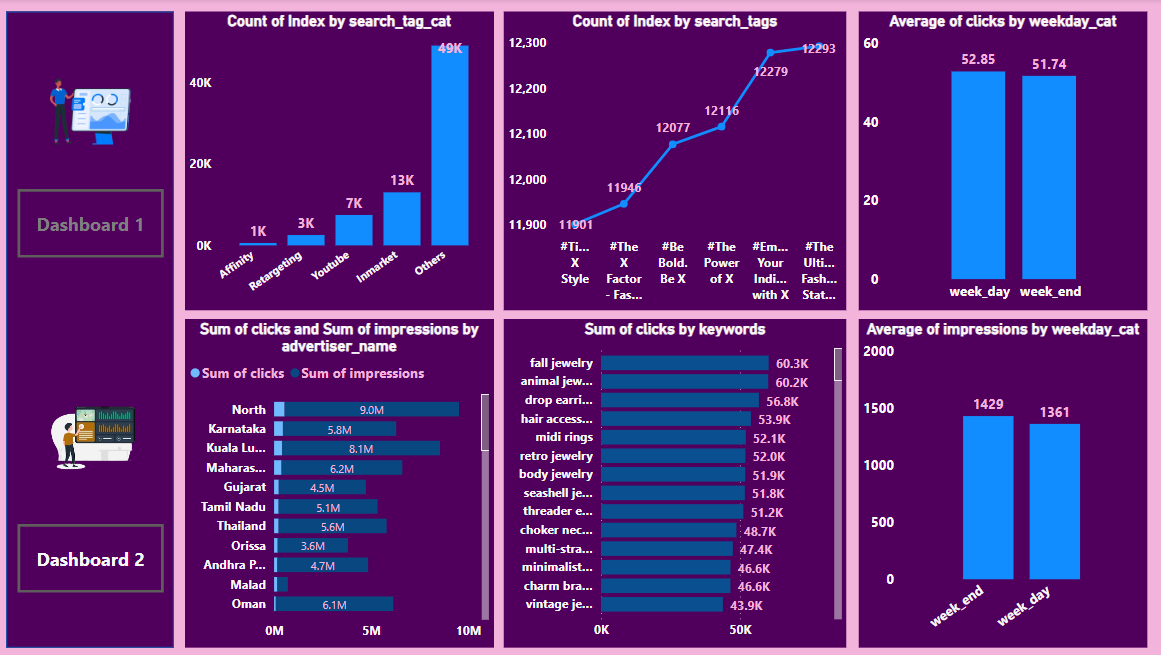 Dashboard 1
Dashboard 2
Count of Index by search_tag_cat
40K
20K
0K
1K
3K
7K
13K
49K
Affinity
Retargeting
Youtube
Inmarket
Others
Count of Index by search_tags
12,300
12,200
12,100
12,000
11,900
11901
11946
12077
12116
12279
12293
#Ti...
X
Style
#The
X
Factor
- Fas...
#Be
Bold.
Be X
#The
Power
of X
#Em...
Your
Indi...
with X
#The
Ulti...
Fash...
Stat...
Average of clicks by weekday_cat
60
40
20
0
52.85
51.74
week_day
week_end
Sum of clicks and Sum of impressions by
advertiser_name
Sum of clicks
Sum of impressions
North
9.0M
Karnataka
5.8M
Kuala Lu...
8.1M
Maharas...
6.2M
Gujarat
4.5M
Tamil Nadu
5.1M
Thailand
5.6M
Orissa
3.6M
Andhra P...
4.7M
Malad
Oman
6.1M
0M
5M
10M
Sum of clicks by keywords
fall jewelry
60.3K
animal jew...
60.2K
drop earri...
56.8K
hair access...
53.9K
midi rings
52.1K
retro jewelry
52.0K
body jewelry
51.9K
seashell je...
51.8K
threader e...
51.2K
choker nec...
48.7K
multi-stra...
47.4K
minimalist...
46.6K
charm bra...
46.6K
vintage je...
43.9K
0K
50K
Average of impressions by weekday_cat
2000
1500
1000
500
0
1429
1361
week_end
week_day